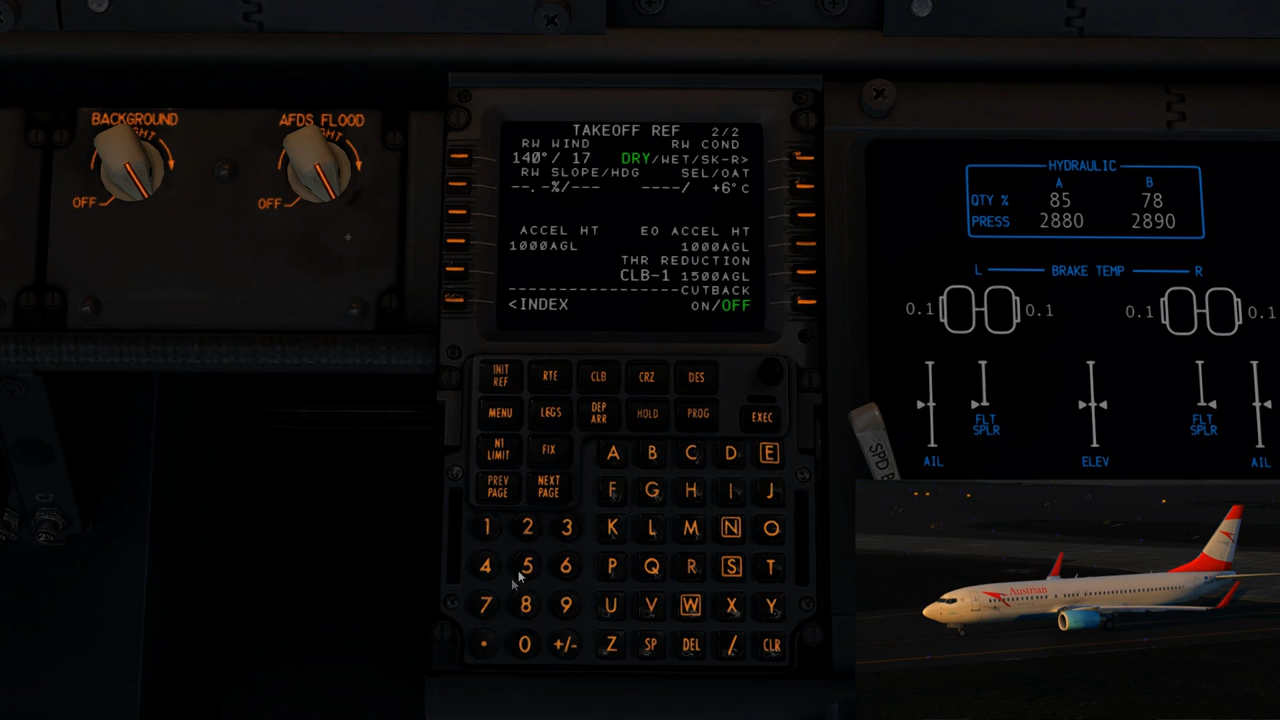 BACKGROUND
OFF
AFDS FLOOD
OFF
TAKEOFF REF 2/2
RW WIND RW COND
140°/ 17 DRY/WET/SK-R>
RW SLOPE/HDG SEL/OAT
--.-%/--- ----/ +6°C
ACCEL HT EO ACCEL HT
1000AGL 1000AGL
THR REDUCTION
CLB-1 1500AGL
------------------CUTBACK
<INDEX ON/OFF
INIT REF RTE CLB CRZ DES
MENU LEGS DEP ARR HOLD PROG EXEC
N1 LIMIT FIX
PREV PAGE NEXT PAGE
A B C D E
F G H I J
1 2 3 K L M N O
4 5 6 P Q R S T
7 8 9 U V W X Y
. 0 +/- Z SP DEL / CLR
HYDRAULIC
A B
QTY % 85 78
PRESS 2880 2890
L BRAKE TEMP R
0.1 0.1 0.1 0.1
FLT SPLR FLT SPLR
AIL ELEV AIL
SPD B
Austrian